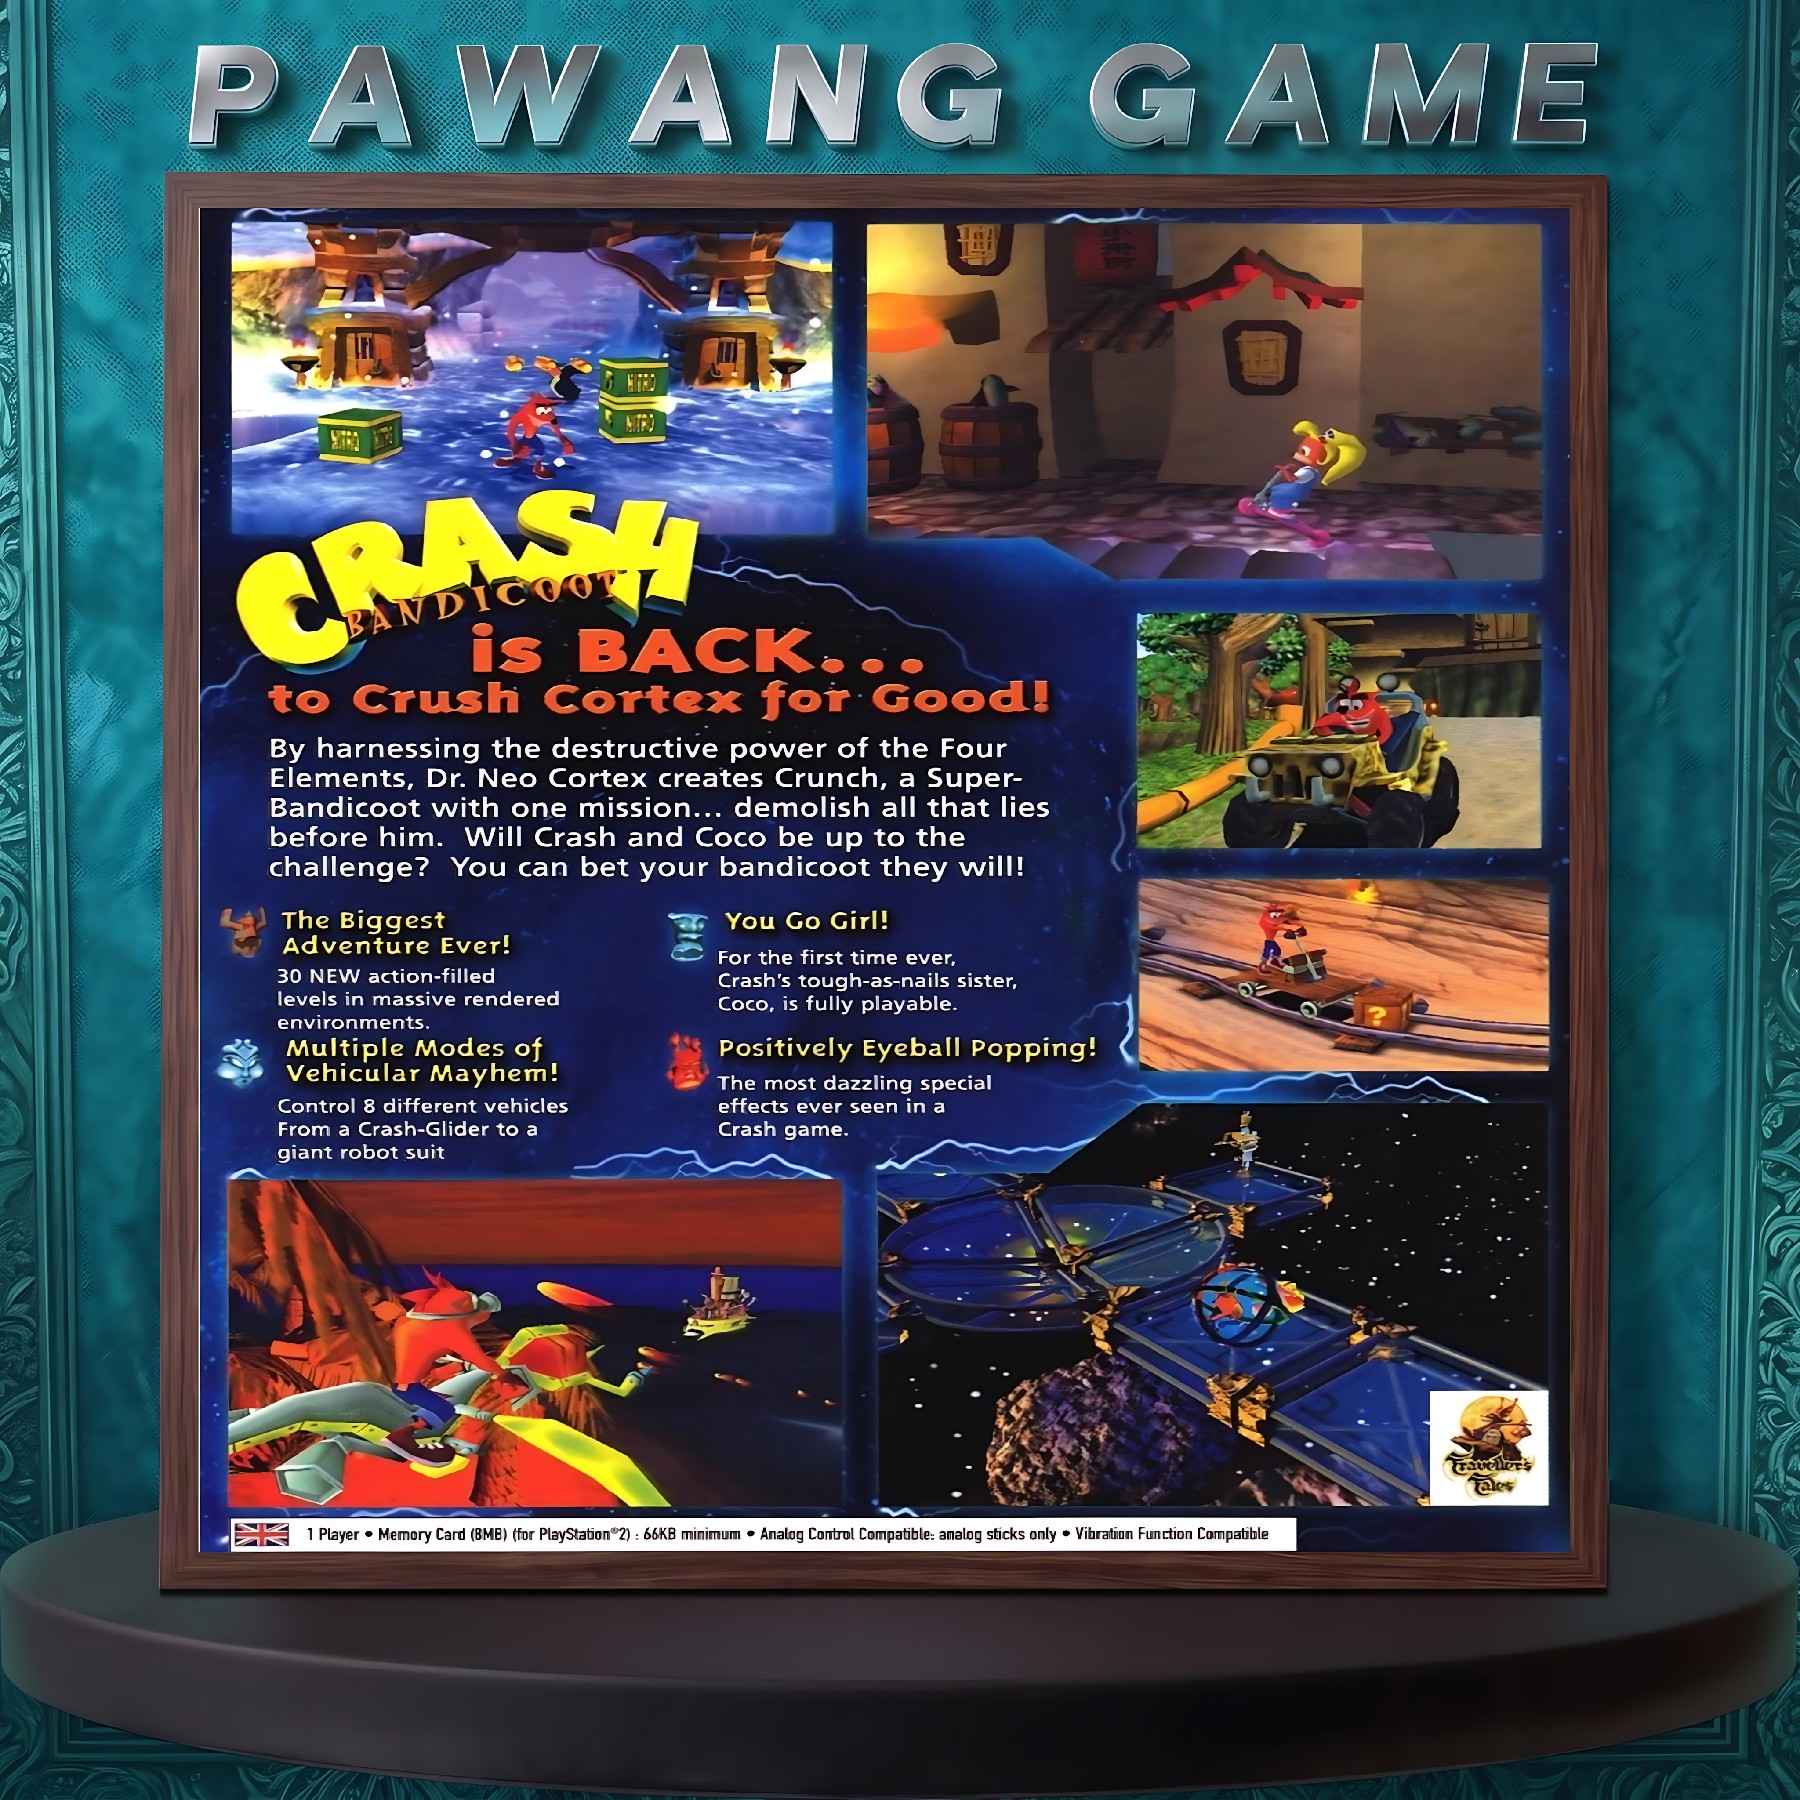 PAWANG GAME
NITRO
NITRO
NITRO
CRASH
BANDICOOT
is BACK...
to Crush Cortex for Good!
By harnessing the destructive power of the Four
Elements, Dr. Neo Cortex creates Crunch, a Super-
Bandicoot with one mission... demolish all that lies
before him. Will Crash and Coco be up to the
challenge? You can bet your bandicoot they will!
The Biggest
Adventure Ever!
30 NEW action-filled
levels in massive rendered
environments.
You Go Girl!
For the first time ever,
Crash's tough-as-nails sister,
Coco, is fully playable.
Multiple Modes of
Vehicular Mayhem!
Control 8 different vehicles
From a Crash-Glider to a
giant robot suit
Positively Eyeball Popping!
The most dazzling special
effects ever seen in a
Crash game.
?
Traveller's
Tales
1 Player • Memory Card (8MB) (for PlayStation®2) : 66KB minimum • Analog Control Compatible: analog sticks only • Vibration Function Compatible